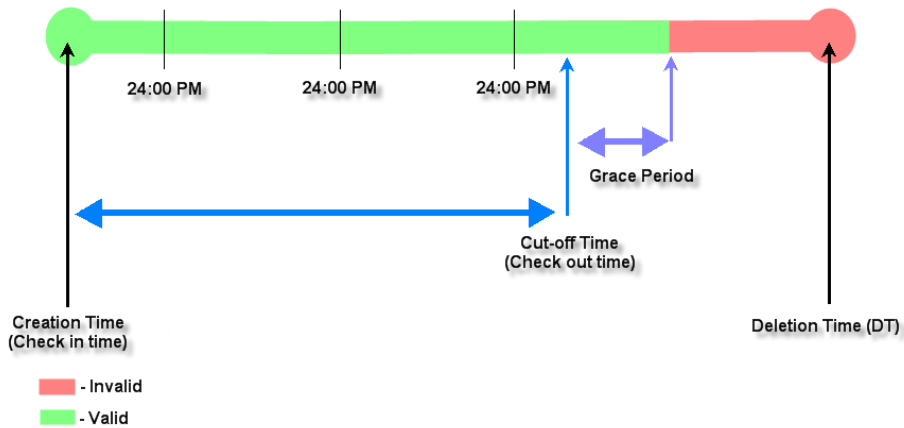 24:00 PM
24:00 PM
24:00 PM
Grace Period
Cut-off Time
(Check out time)
Creation Time
(Check in time)
Deletion Time (DT)
- Invalid
- Valid